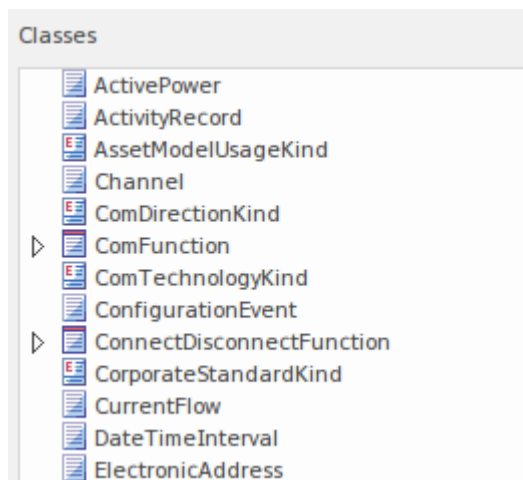 Classes
ActivePower
ActivityRecord
AssetModelUsageKind
Channel
ComDirectionKind
ComFunction
ComTechnologyKind
ConfigurationEvent
ConnectDisconnectFunction
CorporateStandardKind
CurrentFlow
DateTimeInterval
ElectronicAddress